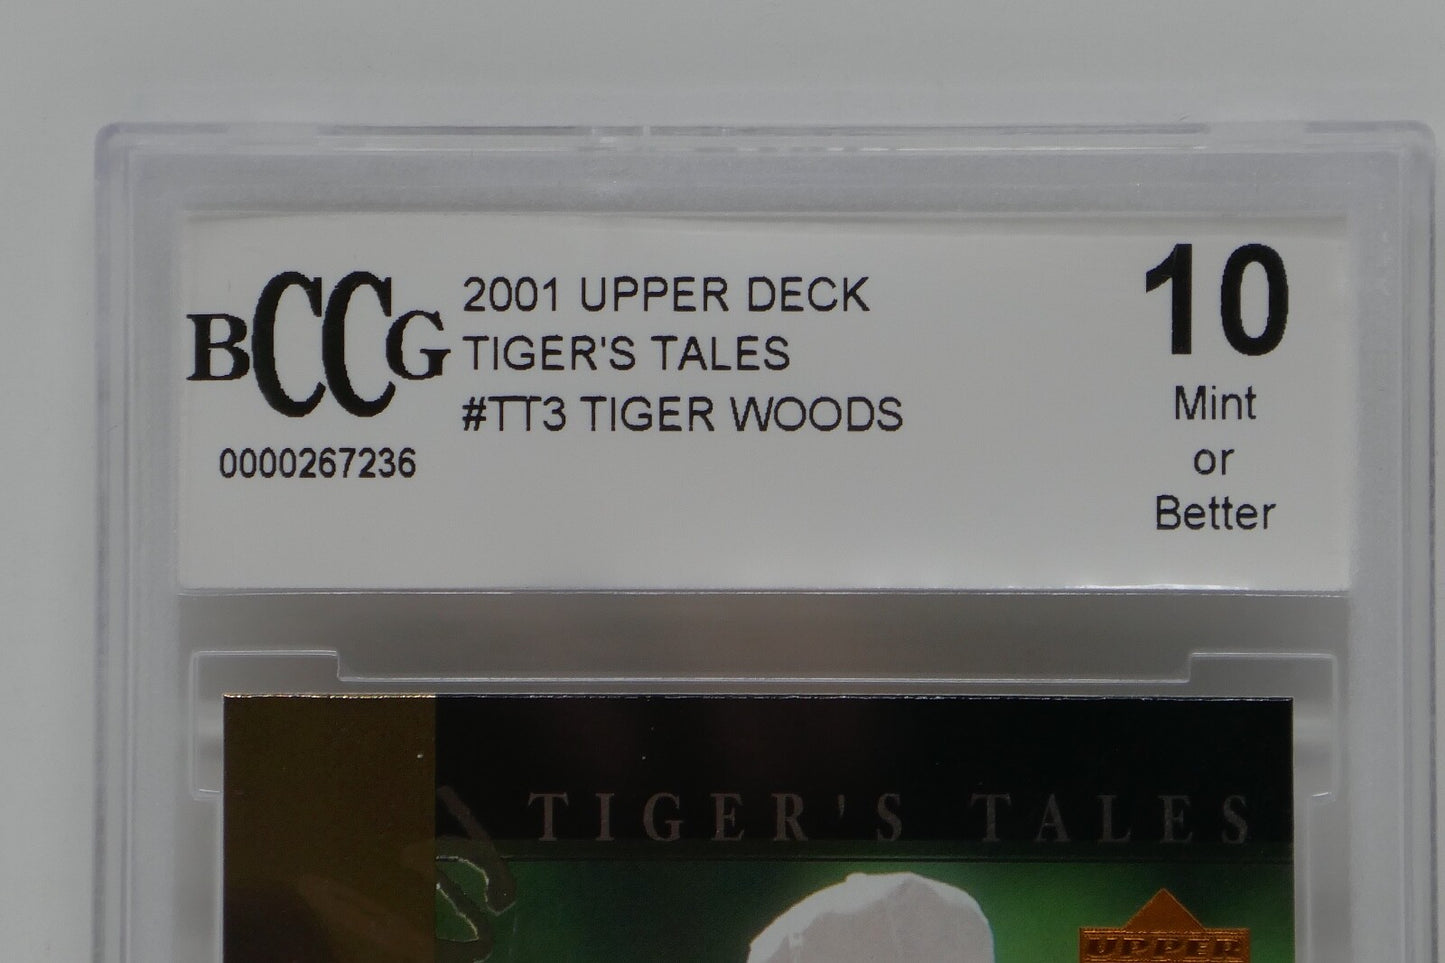 BCCG
0000267236
2001 UPPER DECK
TIGER'S TALES
#TT3 TIGER WOODS
10
Mint
or
Better
TIGER'S TALES
UPPER